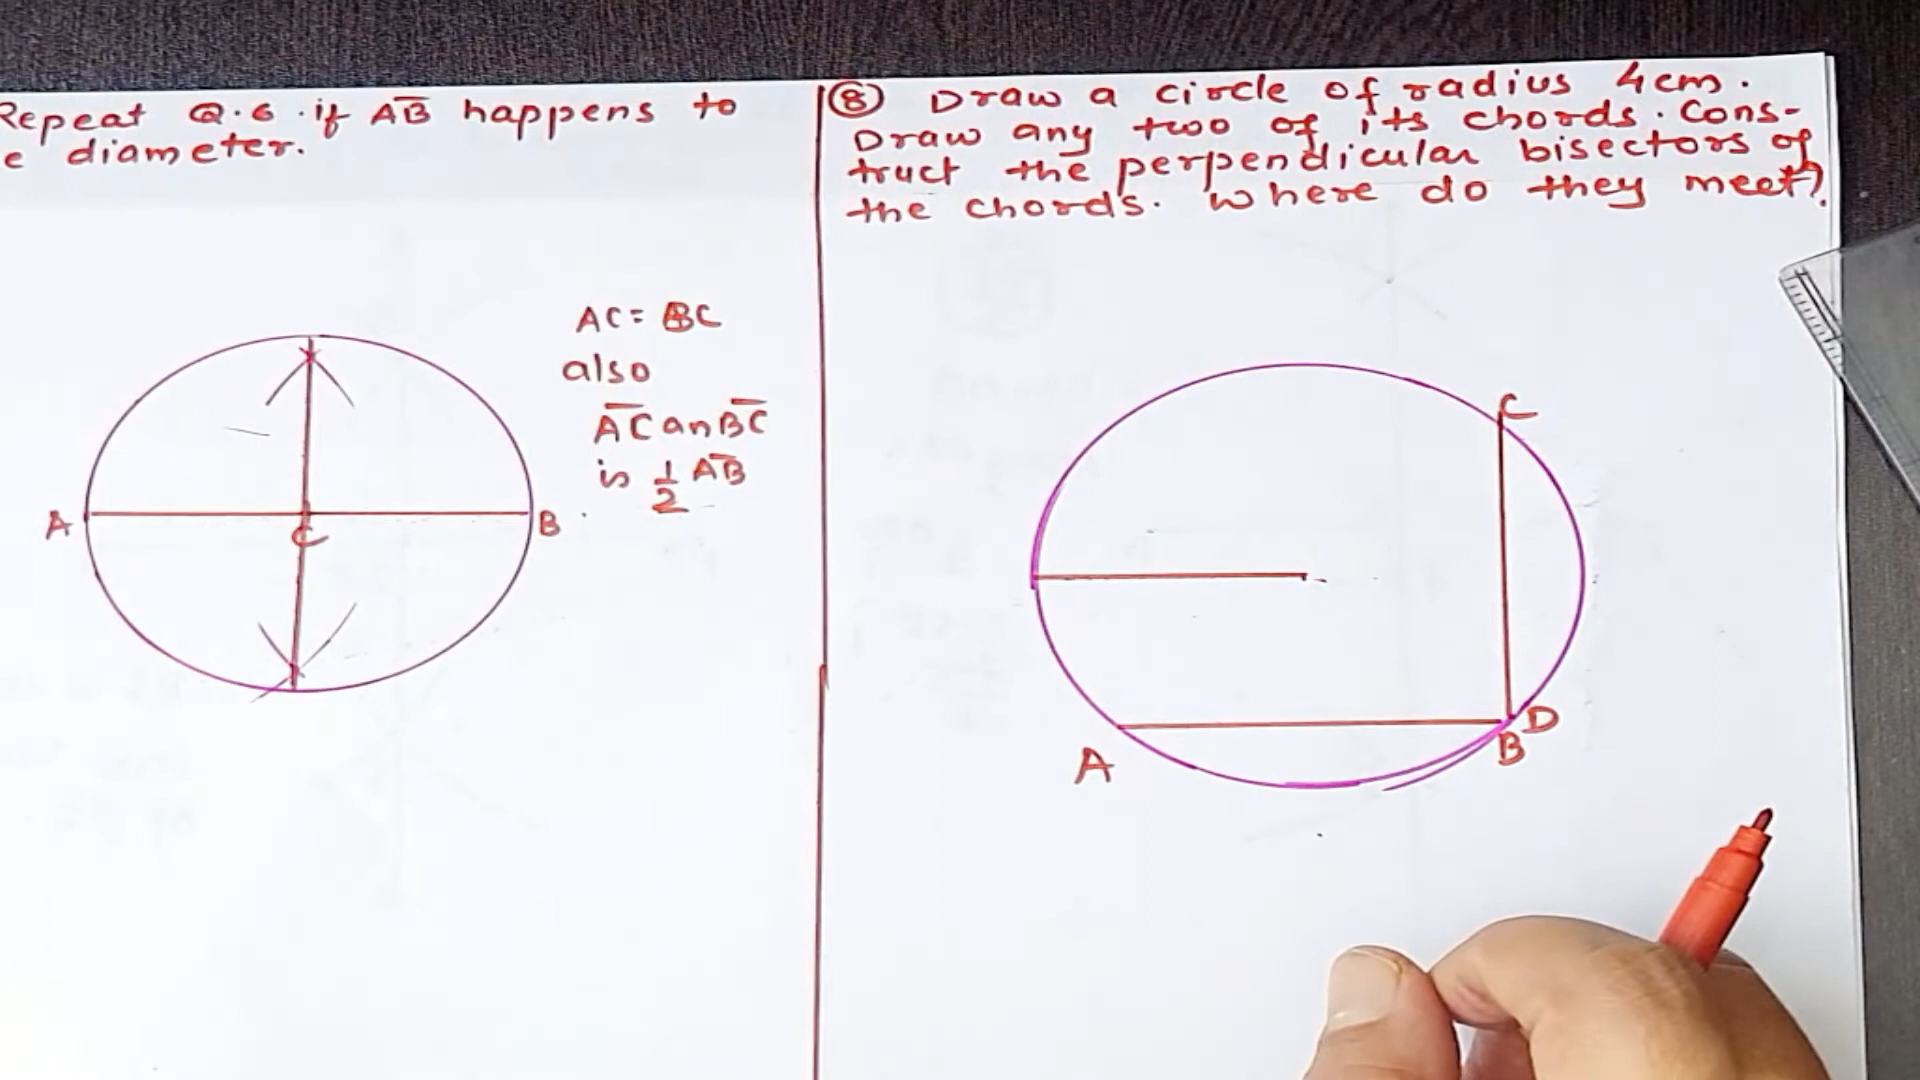 Repeat Q.6 .if AB happens to
e diameter.
AC = BC
also
AC an BC
is 1/2 AB
A
C
B
⑧ Draw a circle of radius 4cm.
Draw any two of its chords. Cons-
truct the perpendicular bisectors of
the chords. Where do they meet?
C
D
B
A